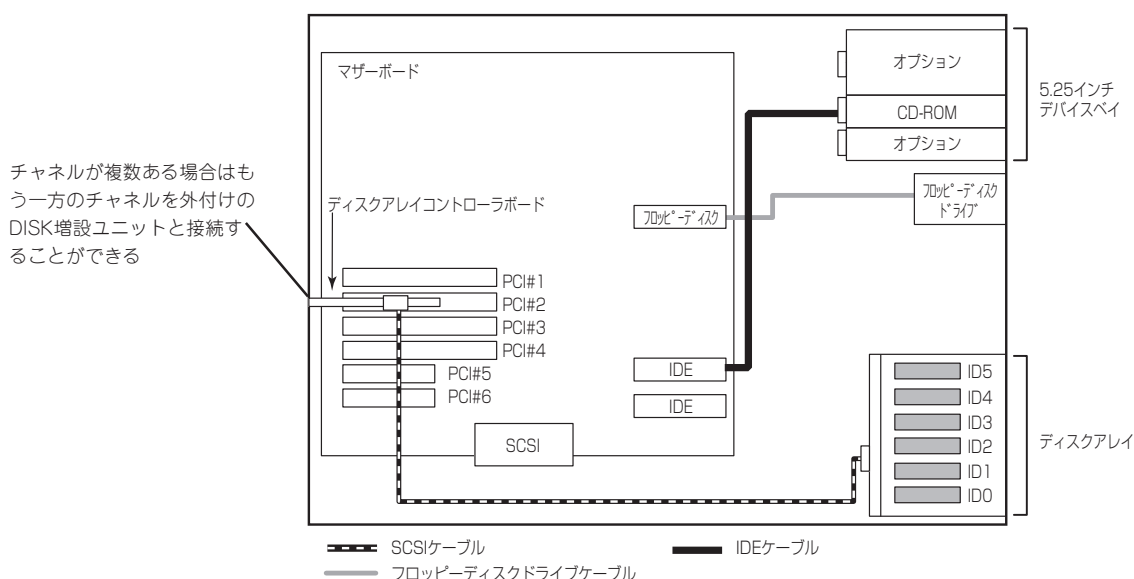 マザーボード
オプション
CD-ROM
オプション
5.25インチ
デバイスベイ
チャネルが複数ある場合はも
う一方のチャネルを外付けの
DISK増設ユニットと接続す
ることができる
ディスクアレイコントローラボード
フロッピーディスク
フロッピーディスク
ドライブ
PCI#1
PCI#2
PCI#3
PCI#4
PCI#5
PCI#6
IDE
IDE
SCSI
ID5
ID4
ID3
ID2
ID1
ID0
ディスクアレイ
SCSIケーブル
IDEケーブル
フロッピーディスクドライブケーブル